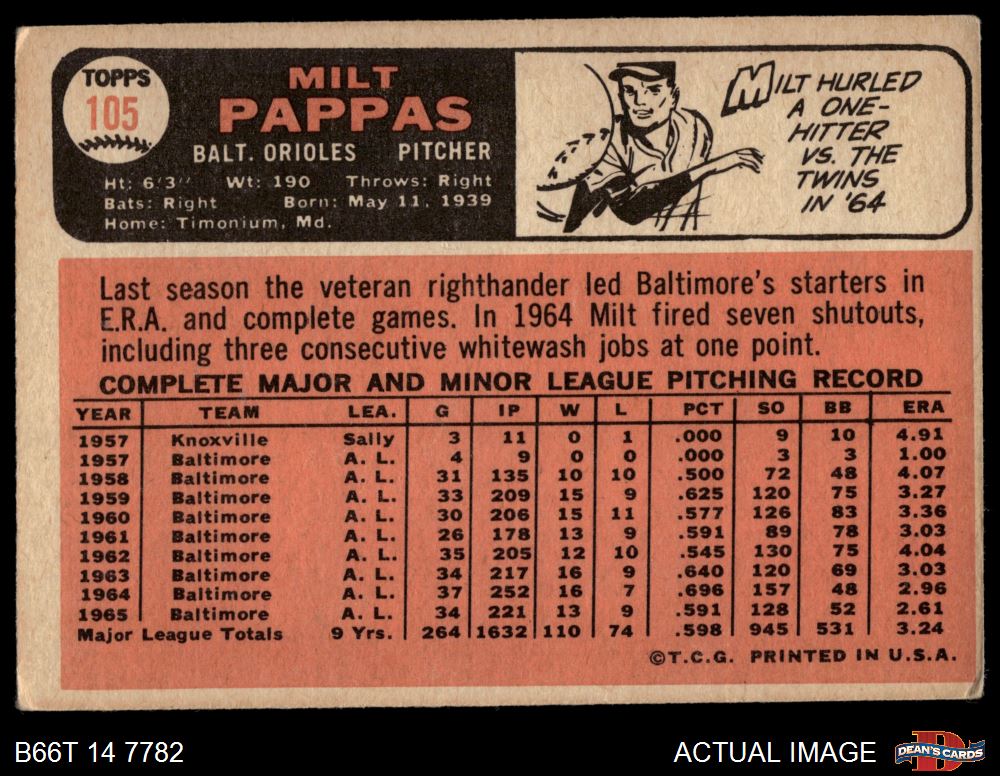 TOPPS
105
MILT
PAPPAS
BALT. ORIOLES PITCHER
Ht: 6'3" Wt: 190 Throws: Right
Bats: Right Born: May 11, 1939
Home: Timonium, Md.
MILT HURLED
A ONE-
HITTER
VS. THE
TWINS
IN '64
Last season the veteran righthander led Baltimore's starters in
E.R.A. and complete games. In 1964 Milt fired seven shutouts,
including three consecutive whitewash jobs at one point.
COMPLETE MAJOR AND MINOR LEAGUE PITCHING RECORD
YEAR TEAM LEA. G IP W L PCT SO BB ERA
1957 Knoxville Sally 3 11 0 1 .000 9 10 4.91
1957 Baltimore A. L. 4 9 0 0 .000 3 3 1.00
1958 Baltimore A. L. 31 135 10 10 .500 72 48 4.07
1959 Baltimore A. L. 33 209 15 9 .625 120 75 3.27
1960 Baltimore A. L. 30 206 15 11 .577 126 83 3.36
1961 Baltimore A. L. 26 178 13 9 .591 89 78 3.03
1962 Baltimore A. L. 35 205 12 10 .545 130 75 4.04
1963 Baltimore A. L. 34 217 16 9 .640 120 69 3.03
1964 Baltimore A. L. 37 252 16 7 .696 157 48 2.96
1965 Baltimore A. L. 34 221 13 9 .591 128 52 2.61
Major League Totals 9 Yrs. 264 1632 110 74 .598 945 531 3.24
©T.C.G. PRINTED IN U.S.A.
B66T 14 7782
ACTUAL IMAGE
DEAN'S CARDS